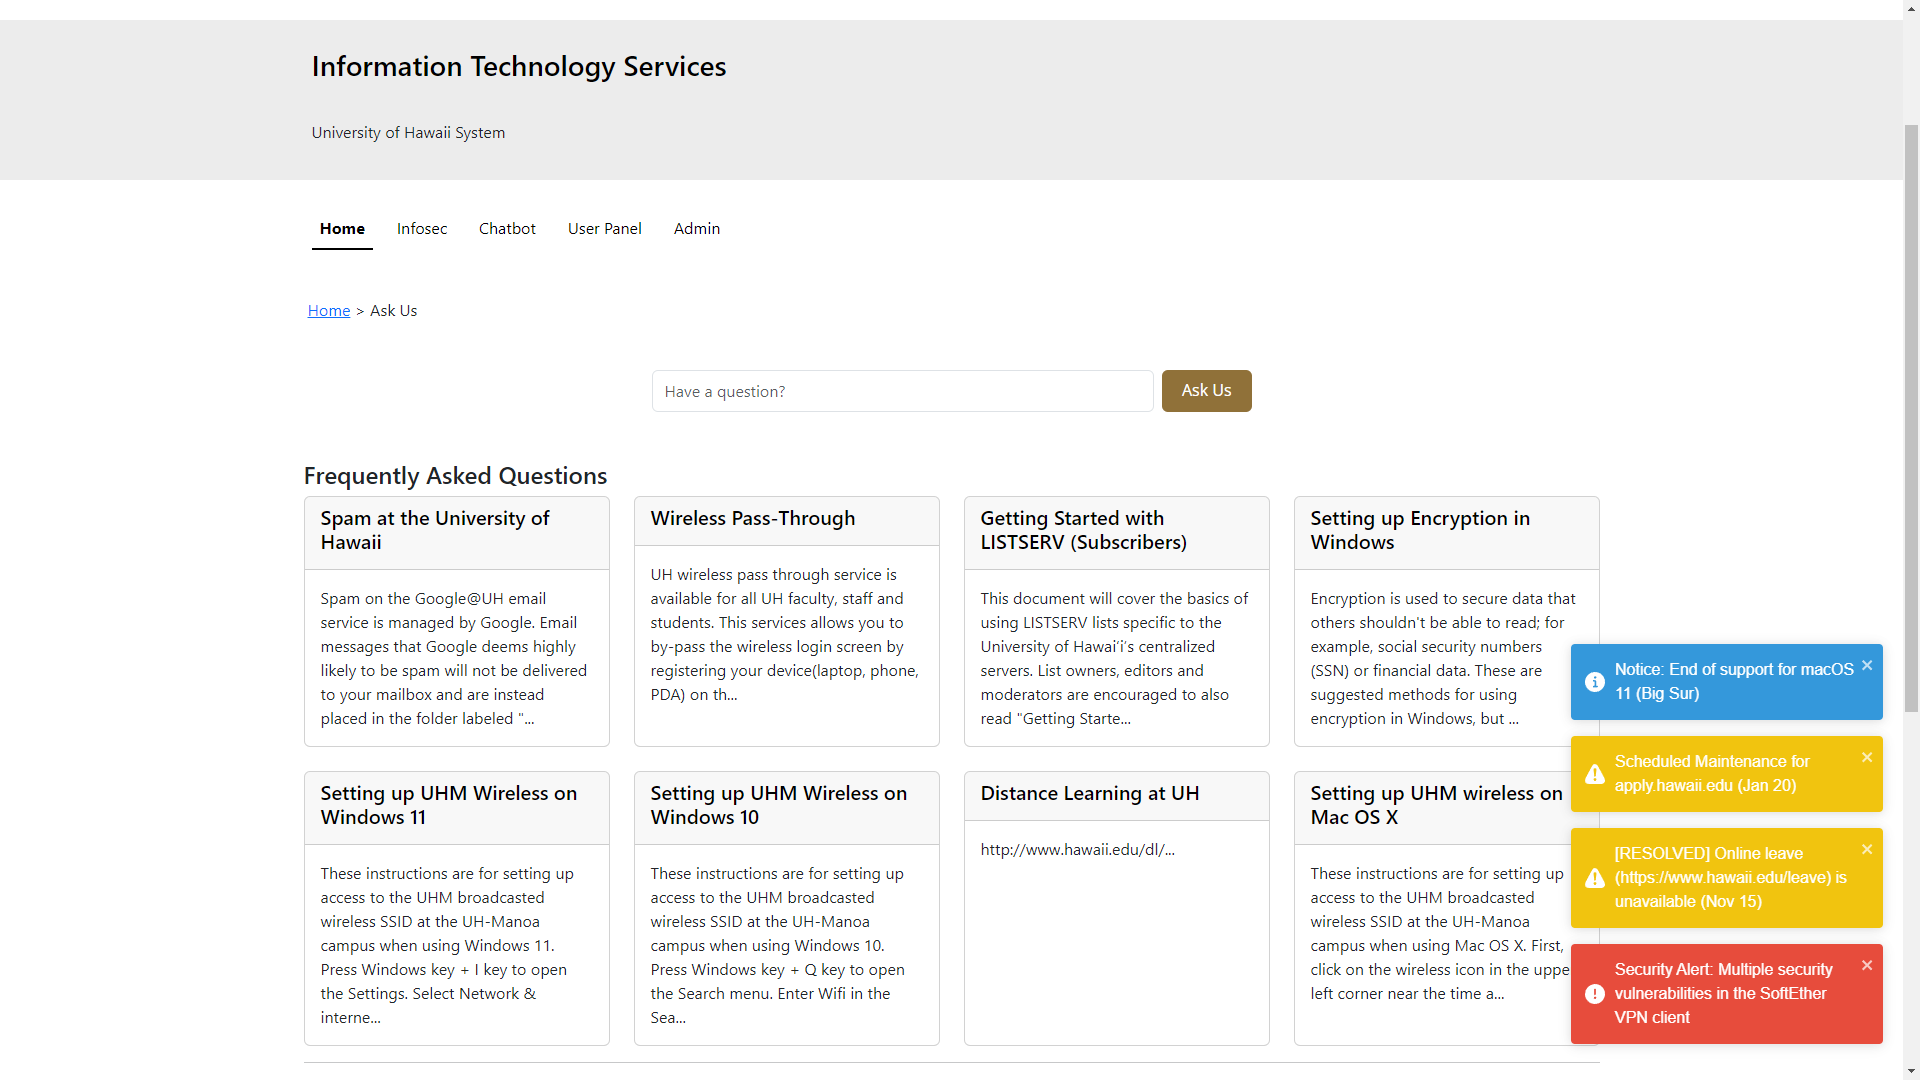 Information Technology Services
University of Hawaii System
Home Infosec Chatbot User Panel Admin
Home > Ask Us
Have a question? Ask Us
Frequently Asked Questions
Spam at the University of
Hawaii
Spam on the Google@UH email
service is managed by Google. Email
messages that Google deems highly
likely to be spam will not be delivered
to your mailbox and are instead
placed in the folder labeled "...
Wireless Pass-Through
UH wireless pass through service is
available for all UH faculty, staff and
students. This services allows you to
by-pass the wireless login screen by
registering your device(laptop, phone,
PDA) on th...
Getting Started with
LISTSERV (Subscribers)
This document will cover the basics of
using LISTSERV lists specific to the
University of Hawaiʻi's centralized
servers. List owners, editors and
moderators are encouraged to also
read "Getting Starte...
Setting up Encryption in
Windows
Encryption is used to secure data that
others shouldn't be able to read; for
example, social security numbers
(SSN) or financial data. These are
suggested methods for using
encryption in Windows, but ...
Setting up UHM Wireless on
Windows 11
These instructions are for setting up
access to the UHM broadcasted
wireless SSID at the UH-Manoa
campus when using Windows 11.
Press Windows key + I key to open
the Settings. Select Network &
interne...
Setting up UHM Wireless on
Windows 10
These instructions are for setting up
access to the UHM broadcasted
wireless SSID at the UH-Manoa
campus when using Windows 10.
Press Windows key + Q key to open
the Search menu. Enter Wifi in the
Sea...
Distance Learning at UH
http://www.hawaii.edu/dl/...
Setting up UHM wireless on
Mac OS X
These instructions are for setting up
access to the UHM broadcasted
wireless SSID at the UH-Manoa
campus when using Mac OS X. First,
click on the wireless icon in the uppe
left corner near the time a...
Notice: End of support for macOS
11 (Big Sur)
Scheduled Maintenance for
apply.hawaii.edu (Jan 20)
[RESOLVED] Online leave
(https://www.hawaii.edu/leave) is
unavailable (Nov 15)
Security Alert: Multiple security
vulnerabilities in the SoftEther
VPN client